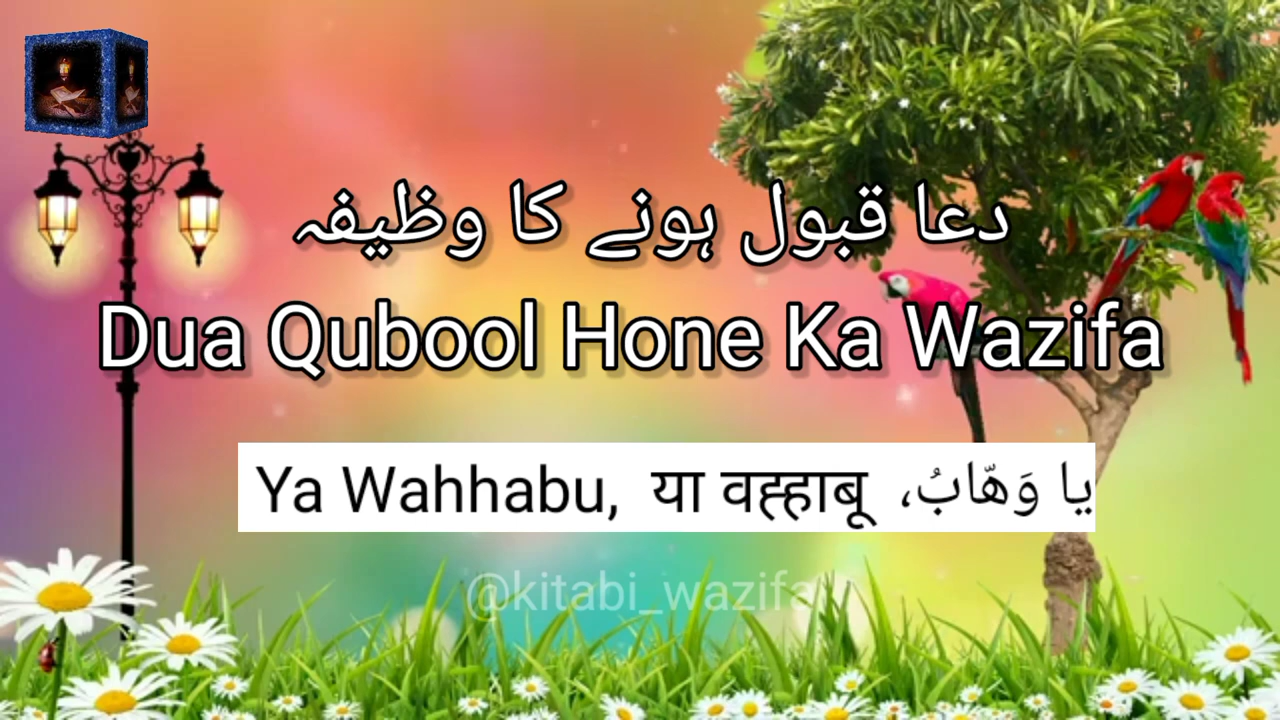 دعا قبول ہونے کا وظیفہ
Dua Qubool Hone Ka Wazifa
Ya Wahhabu, या वह्हाबू ،يا وَهّابُ
@kitabi_wazifa